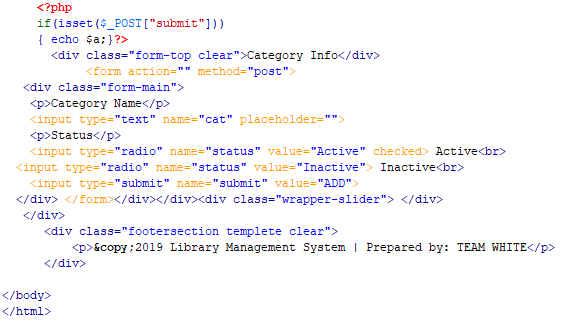 <?php
if(isset($_POST["submit"]))
{ echo $a;}?>
<div class="form-top clear">Category Info</div>
<form action="" method="post">
<div class="form-main">
<p>Category Name</p>
<input type="text" name="cat" placeholder="">
<p>Status</p>
<input type="radio" name="status" value="Active" checked> Active<br>
<input type="radio" name="status" value="Inactive"> Inactive<br>
<input type="submit" name="submit" value="ADD">
</div> </form></div></div><div class="wrapper-slider"> </div>
</div>
<div class="footersection templete clear">
<p>&copy;2019 Library Management System | Prepared by: TEAM WHITE</p>
</div>
</body>
</html>